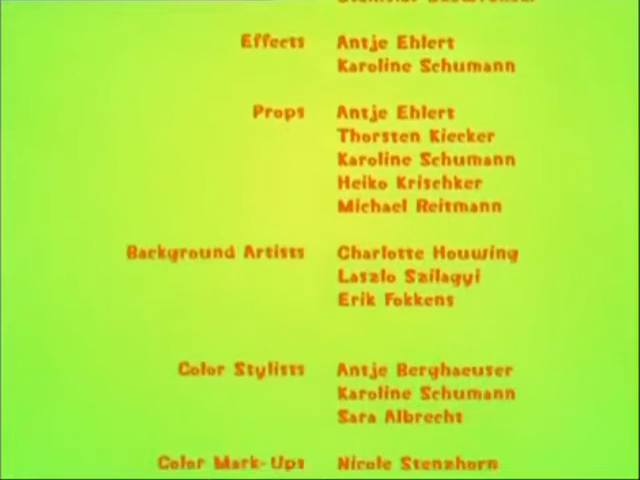 Effects Antje Ehlert
Karoline Schumann
Props Antje Ehlert
Thorsten Kiecker
Karoline Schumann
Heiko Krischker
Michael Reitmann
Background Artists Charlotte Houwing
Laszlo Szilagyi
Erik Fokkens
Color Stylists Antje Berghaeuser
Karoline Schumann
Sara Albrecht
Color Mark-Ups Nicole Stenzhorn